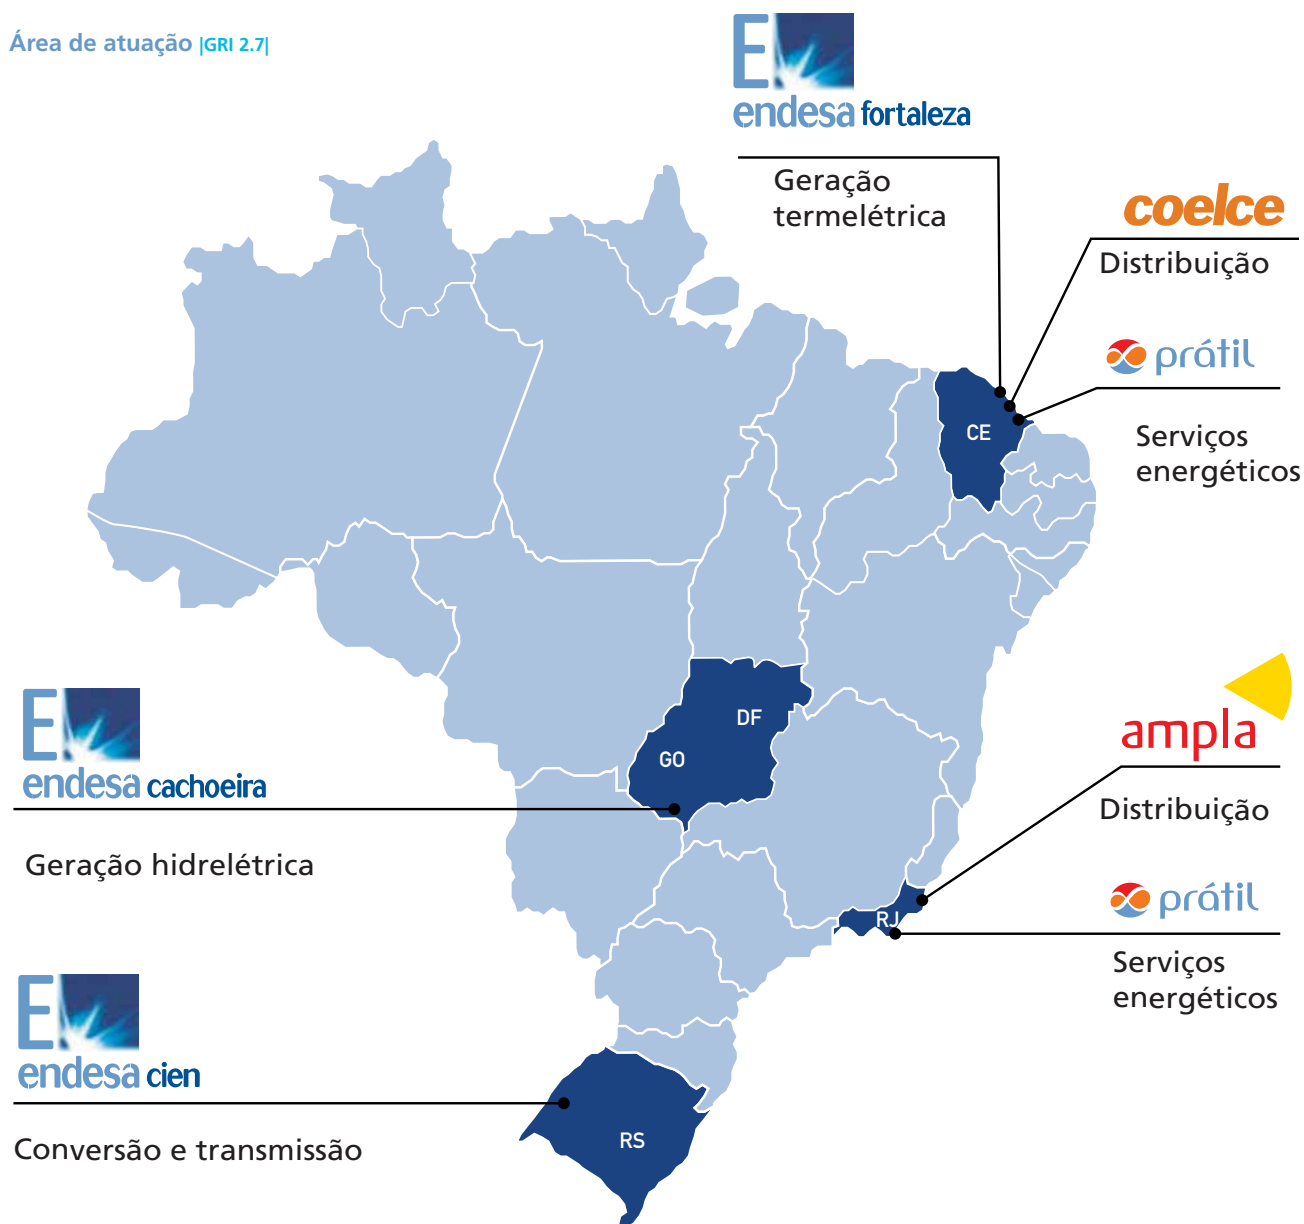 Área de atuação |GRI 2.7|
E
endesa fortaleza
Geração
termelétrica
coelce
Distribuição
prátil
Serviços
energéticos
CE
DF
GO
E
endesa cachoeira
Geração hidrelétrica
ampla
Distribuição
prátil
Serviços
energéticos
RJ
E
endesa cien
Conversão e transmissão
RS